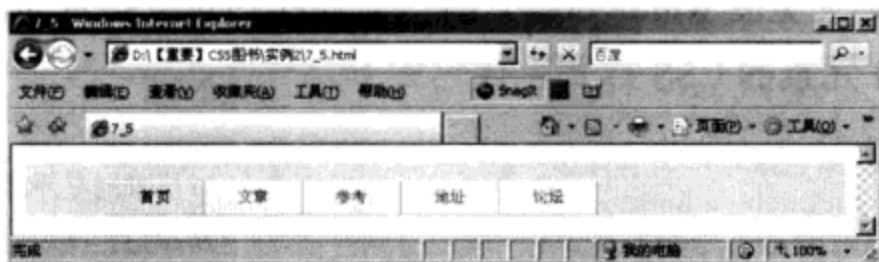 7_5 - Windows Internet Explorer
D:\【重要】CSS图书\实例2\7_5.html 百度
文件(F) 编辑(E) 查看(V) 收藏夹(A) 工具(T) 帮助(H) SnagIt
7_5 页面(P) 工具(O)
首页 文章 参考 地址 论坛
完成 我的电脑 100%